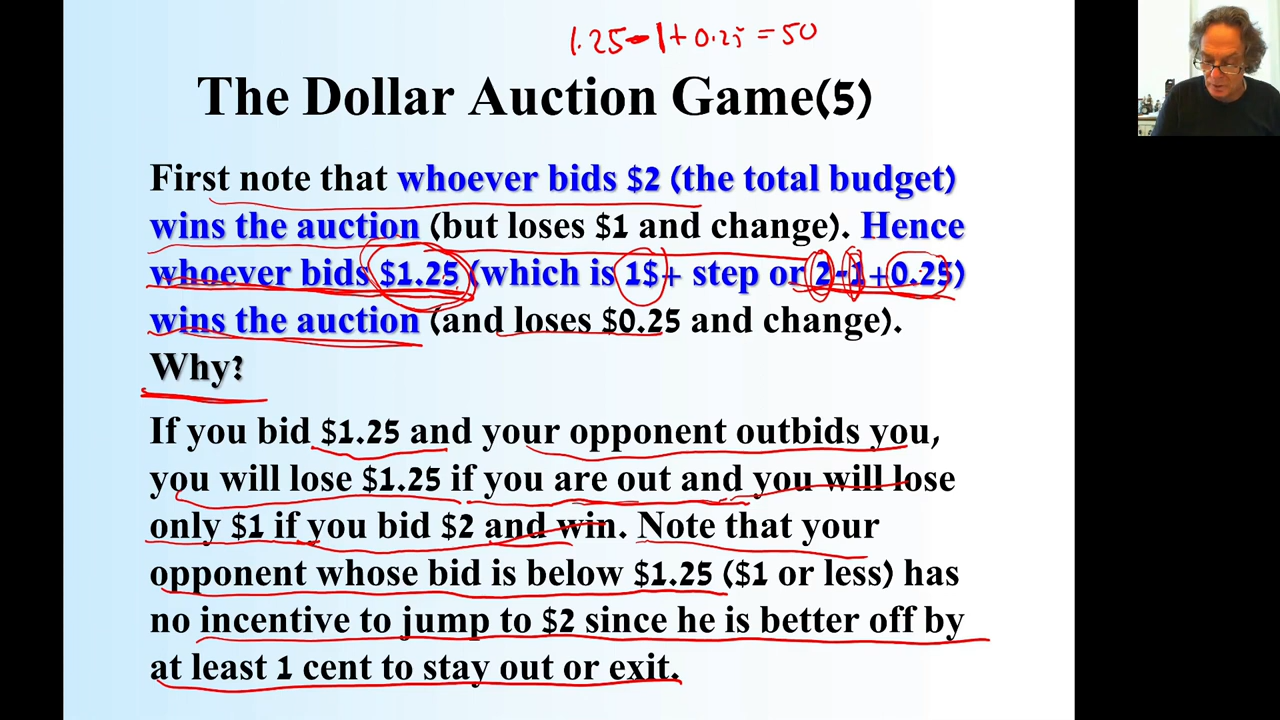 1.25-1+0.25=50
The Dollar Auction Game(5)
First note that whoever bids $2 (the total budget)
wins the auction (but loses $1 and change). Hence
whoever bids $1.25 (which is 1$+ step or 2-1+0.25)
wins the auction (and loses $0.25 and change).
Why?
If you bid $1.25 and your opponent outbids you,
you will lose $1.25 if you are out and you will lose
only $1 if you bid $2 and win. Note that your
opponent whose bid is below $1.25 ($1 or less) has
no incentive to jump to $2 since he is better off by
at least 1 cent to stay out or exit.